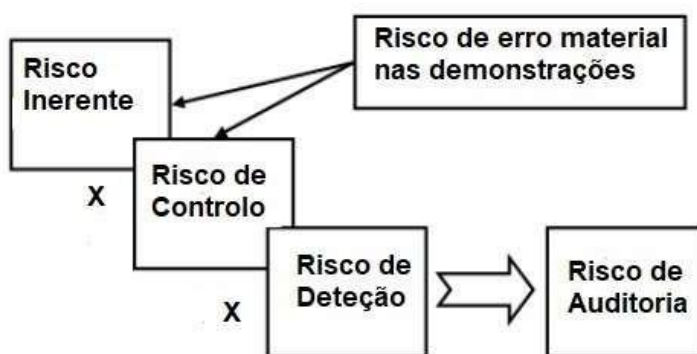 Risco de erro material
nas demonstrações
Risco
Inerente
X
Risco de
Controlo
X
Risco de
Deteção
Risco de
Auditoria